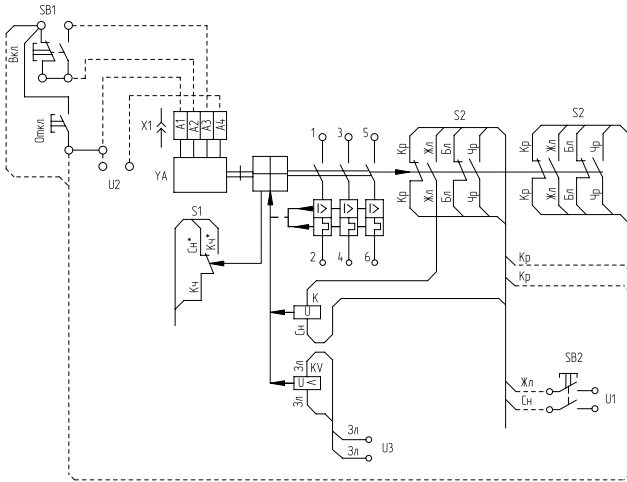 SB1
Вкл.
Откл.
X1
A1
A2
A3
A4
YA
U2
1
3
5
S2
Кр
Жл
Бл
Чр
Кр
Жл
Бл
Чр
S2
Кр
Жл
Бл
Чр
Кр
Жл
Бл
Чр
I>
I>
I>
2
4
6
S1
Сн*
Кч*
Кч
K
U
Сн
Зл
KV
U<
Зл
Зл
Зл
U3
Кр
Кр
SB2
Жл
Сн
U1